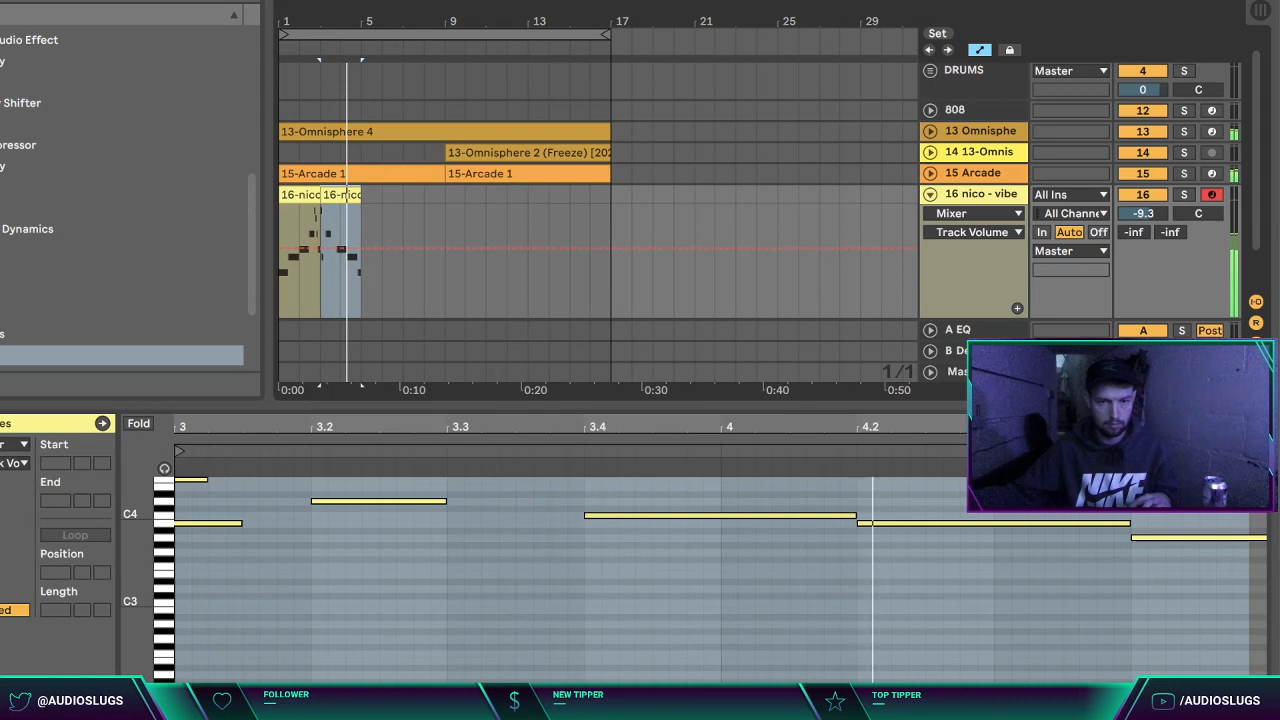 1 5 9 13 17 21 25 29
Set
udio Effect
y
DRUMS Master 4 S
0 C
y Shifter
808 12 S
13-Omnisphere 4
13 Omnisphe 13 S
pressor
13-Omnisphere 2 (Freeze) [202
14 13-Omnis 14 S
y
15-Arcade 1 15-Arcade 1
15 Arcade 15 S
16-nico 16-nico
16 nico - vibe All Ins 16 S
Mixer All Channe -9.3 C
Dynamics
Track Volume In Auto Off -inf -inf
Master
s
A EQ A S Post
I·O
R
B De
Mas
1/1
0:00 0:10 0:20 0:30 0:40 0:50
es
Fold
3 3.2 3.3 3.4 4 4.2
r Start
k Vo
End
C4
Loop
Position
Length
C3
ed
NIKE
@AUDIOSLUGS
FOLLOWER
NEW TIPPER
TOP TIPPER
/AUDIOSLUGS